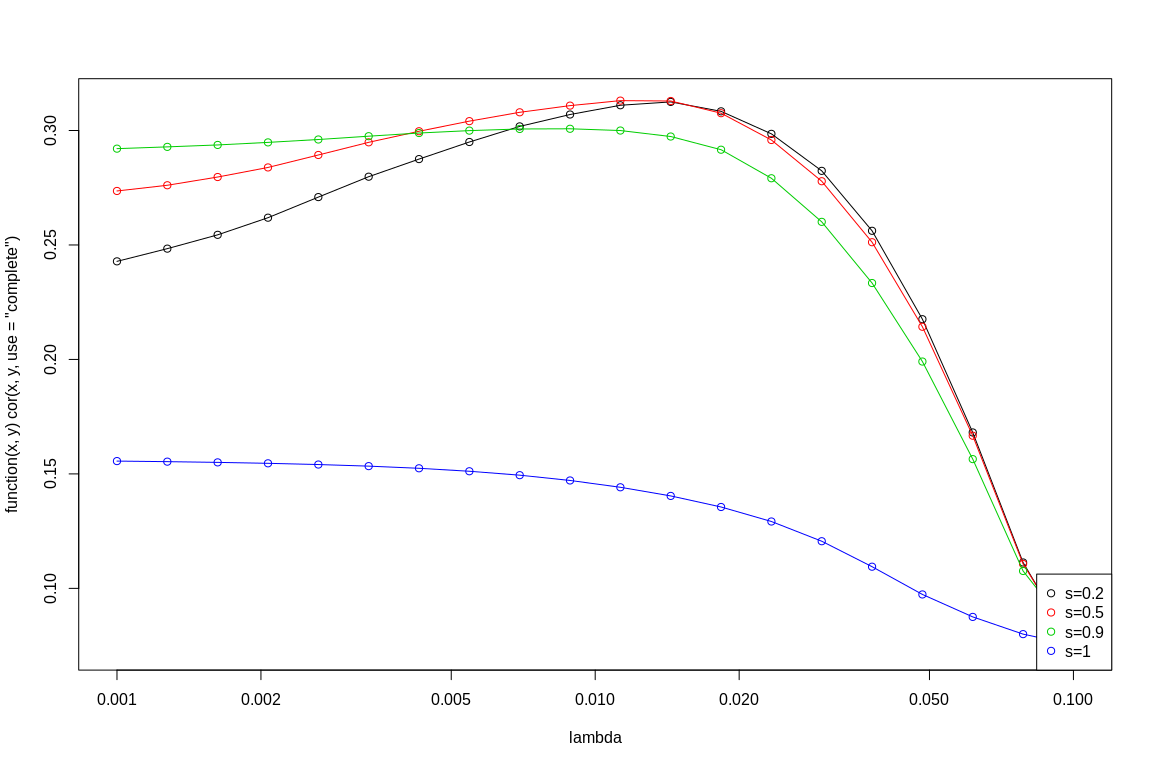 function(x, y) cor(x, y, use = "complete")
0.30
0.25
0.20
0.15
0.10
s=0.2
s=0.5
s=0.9
s=1
0.001 0.002 0.005 0.010 0.020 0.050 0.100
lambda